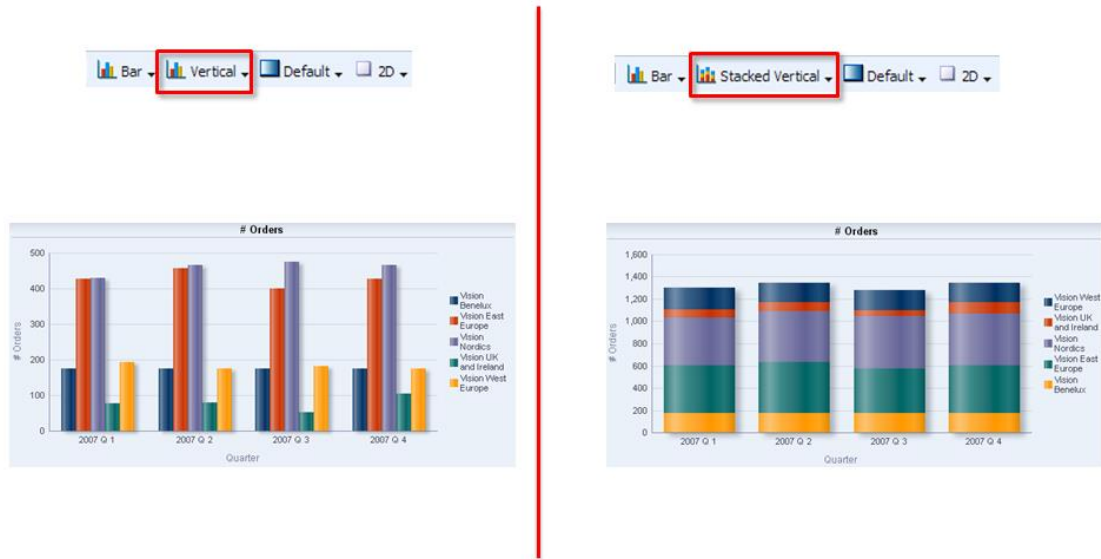 Bar Vertical Default 2D
# Orders
500
400
300
200
100
0
# Orders
2007 Q 1 2007 Q 2 2007 Q 3 2007 Q 4
Quarter
Vision
Benelux
Vision East
Europe
Vision
Nordics
Vision UK
and Ireland
Vision West
Europe
Bar Stacked Vertical Default 2D
# Orders
1,600
1,400
1,200
1,000
800
600
400
200
0
# Orders
2007 Q 1 2007 Q 2 2007 Q 3 2007 Q 4
Quarter
Vision West
Europe
Vision UK
and Ireland
Vision
Nordics
Vision East
Europe
Vision
Benelux